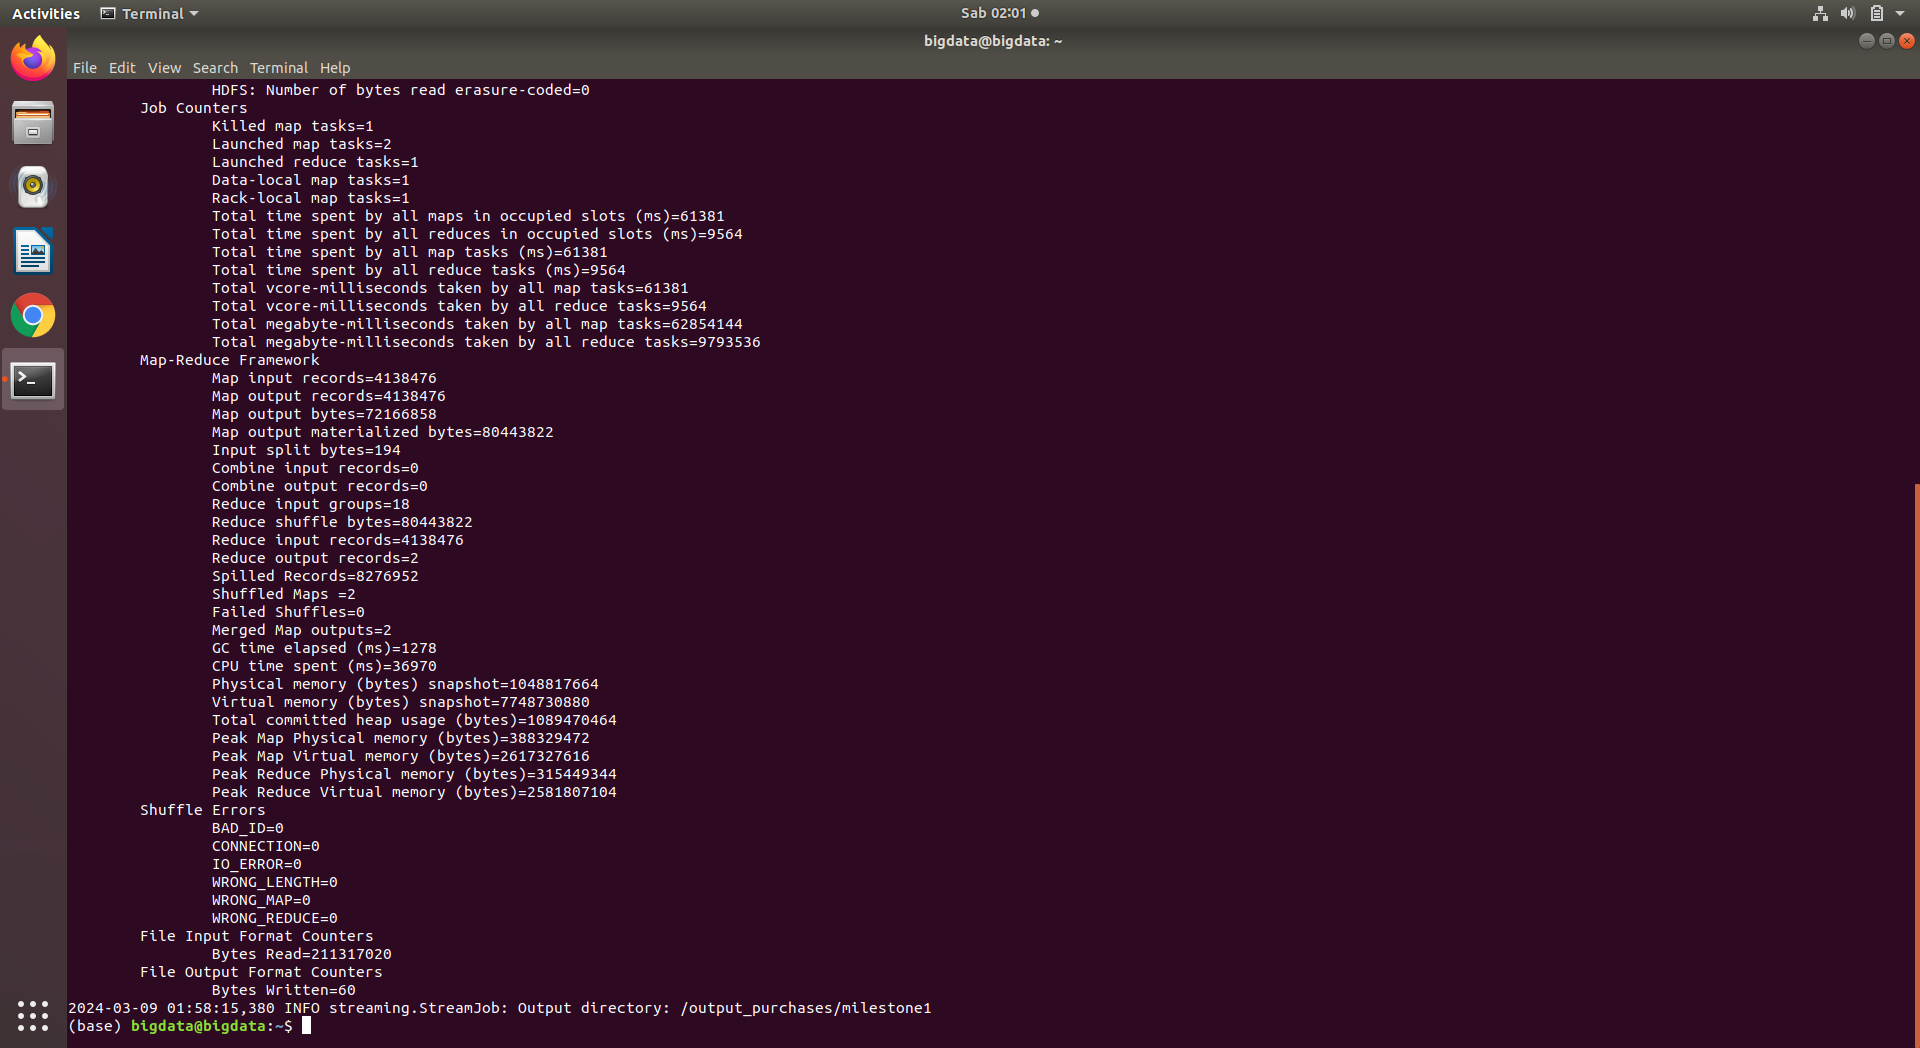 Activities Terminal Sab 02:01
bigdata@bigdata: ~
File Edit View Search Terminal Help
HDFS: Number of bytes read erasure-coded=0
Job Counters
Killed map tasks=1
Launched map tasks=2
Launched reduce tasks=1
Data-local map tasks=1
Rack-local map tasks=1
Total time spent by all maps in occupied slots (ms)=61381
Total time spent by all reduces in occupied slots (ms)=9564
Total time spent by all map tasks (ms)=61381
Total time spent by all reduce tasks (ms)=9564
Total vcore-milliseconds taken by all map tasks=61381
Total vcore-milliseconds taken by all reduce tasks=9564
Total megabyte-milliseconds taken by all map tasks=62854144
Total megabyte-milliseconds taken by all reduce tasks=9793536
Map-Reduce Framework
Map input records=4138476
Map output records=4138476
Map output bytes=72166858
Map output materialized bytes=80443822
Input split bytes=194
Combine input records=0
Combine output records=0
Reduce input groups=18
Reduce shuffle bytes=80443822
Reduce input records=4138476
Reduce output records=2
Spilled Records=8276952
Shuffled Maps =2
Failed Shuffles=0
Merged Map outputs=2
GC time elapsed (ms)=1278
CPU time spent (ms)=36970
Physical memory (bytes) snapshot=1048817664
Virtual memory (bytes) snapshot=7748730880
Total committed heap usage (bytes)=1089470464
Peak Map Physical memory (bytes)=388329472
Peak Map Virtual memory (bytes)=2617327616
Peak Reduce Physical memory (bytes)=315449344
Peak Reduce Virtual memory (bytes)=2581807104
Shuffle Errors
BAD_ID=0
CONNECTION=0
IO_ERROR=0
WRONG_LENGTH=0
WRONG_MAP=0
WRONG_REDUCE=0
File Input Format Counters
Bytes Read=211317020
File Output Format Counters
Bytes Written=60
2024-03-09 01:58:15,380 INFO streaming.StreamJob: Output directory: /output_purchases/milestone1
(base) bigdata@bigdata:~$